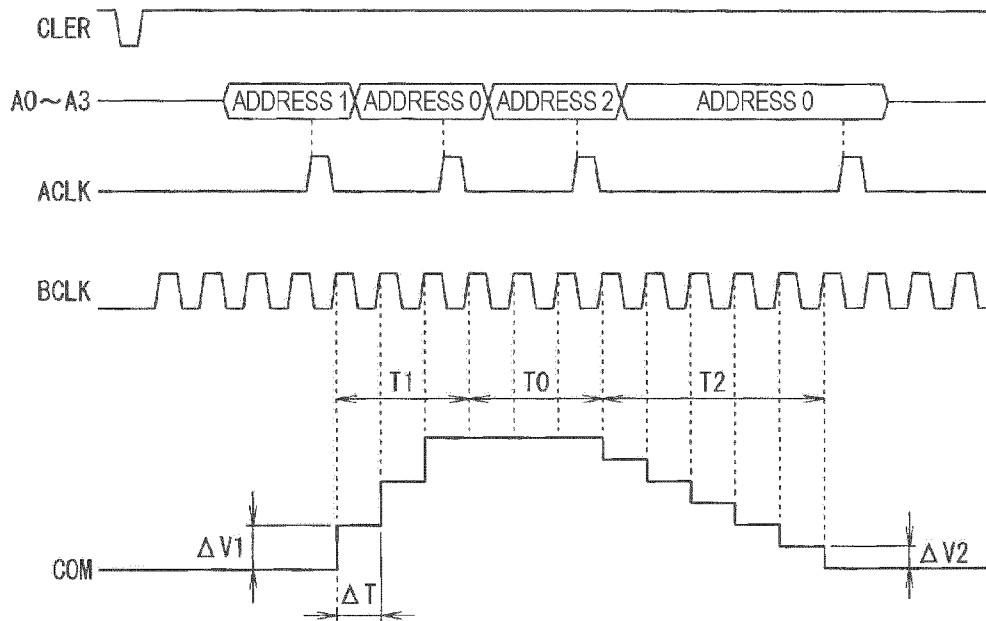 CLER
A0～A3
ADDRESS 1
ADDRESS 0
ADDRESS 2
ADDRESS 0
ACLK
BCLK
T1
T0
T2
ΔV1
COM
ΔT
ΔV2